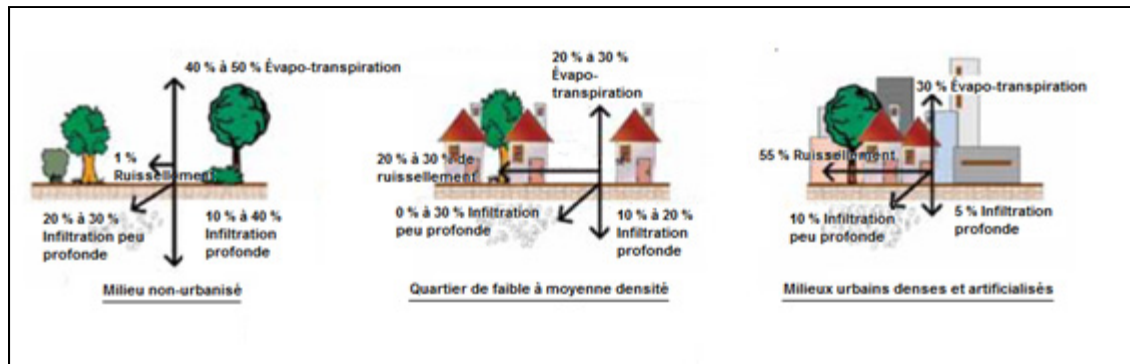 40 % à 50 % Évapo-transpiration
1 %
Ruissellement
20 % à 30 %
Infiltration peu
profonde
10 % à 40 %
Infiltration
profonde
Milieu non-urbanisé
20 % à 30 %
Évapo-
transpiration
20 % à 30 % de
ruissellement
0 % à 30 % Infiltration
peu profonde
10 % à 20 %
Infiltration
profonde
Quartier de faible à moyenne densité
30 % Évapo-transpiration
55 % Ruissellement
10 % Infiltration
peu profonde
5 % Infiltration
profonde
Milieux urbains denses et artificialisés